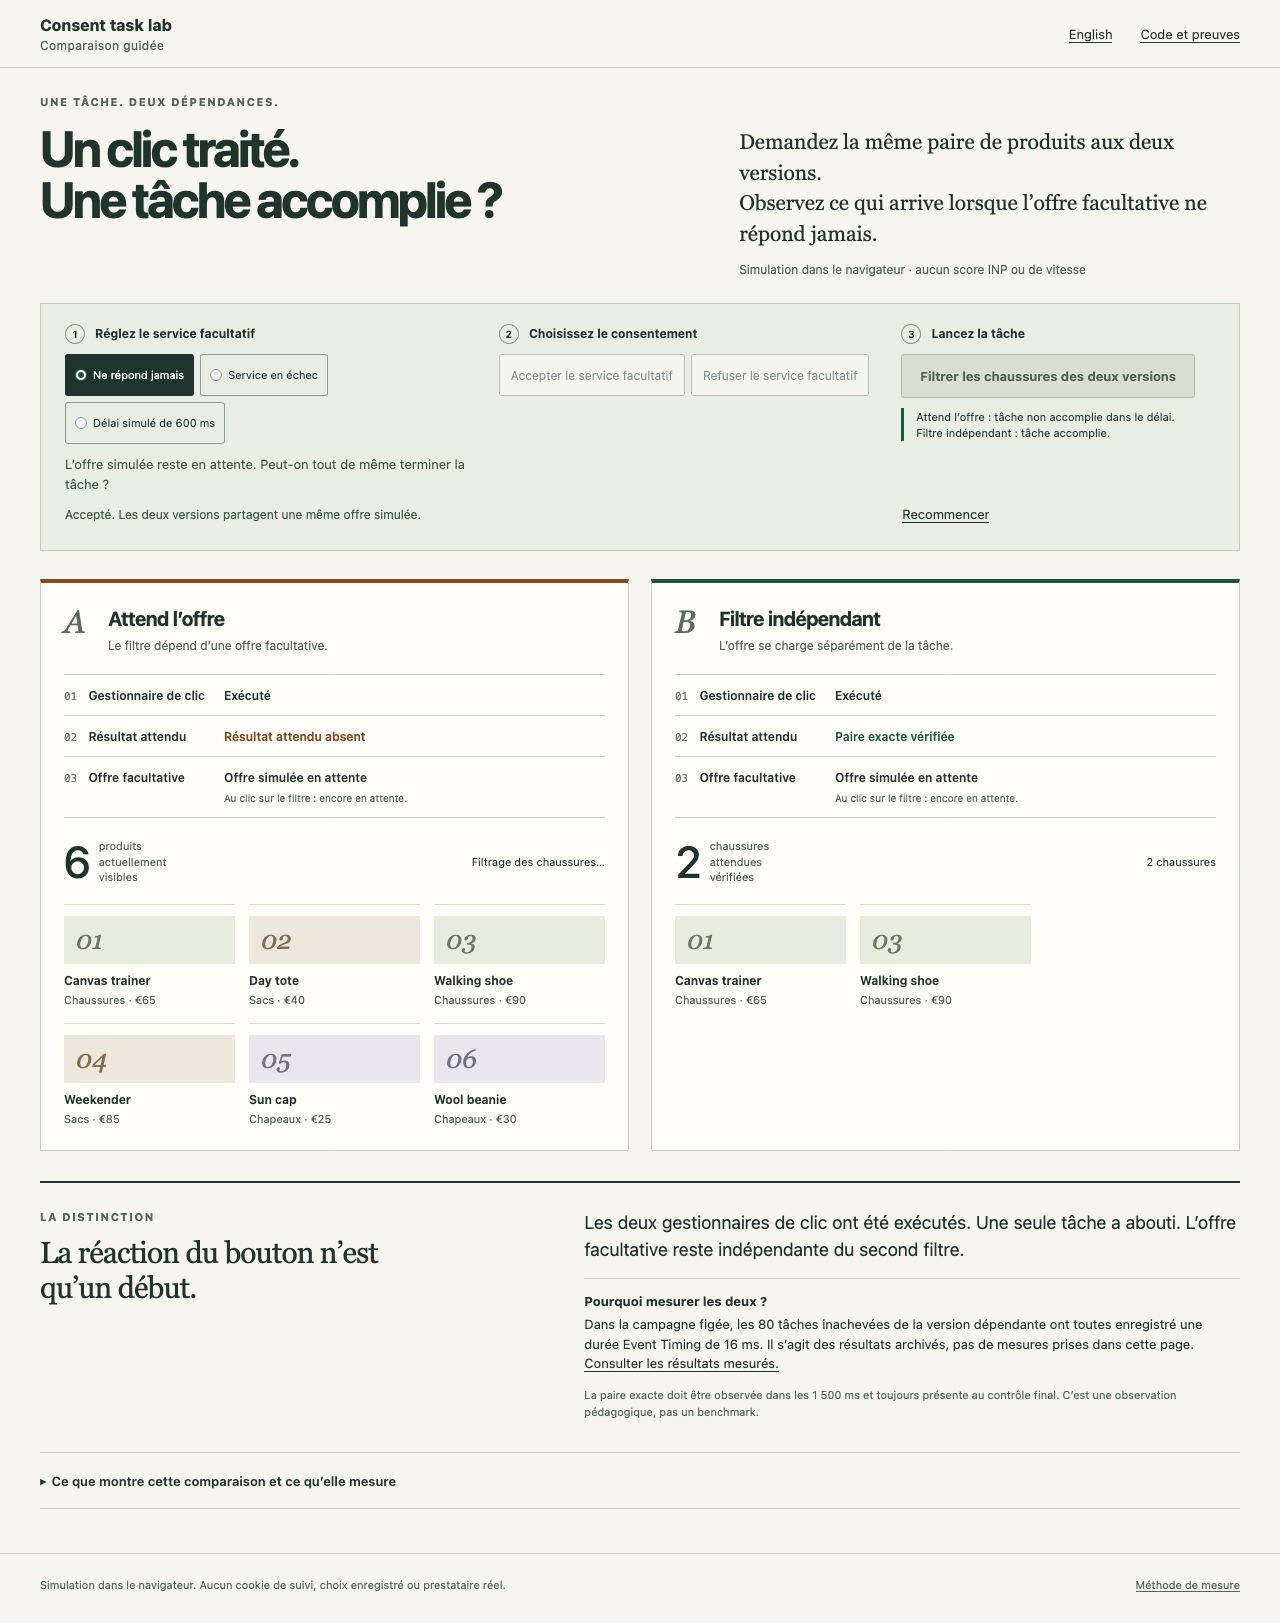 Consent task lab
Comparaison guidée
English
Code et preuves
UNE TÂCHE. DEUX DÉPENDANCES.
Un clic traité.
Une tâche accomplie ?
Demandez la même paire de produits aux deux
versions.
Observez ce qui arrive lorsque l’offre facultative ne
répond jamais.
Simulation dans le navigateur · aucun score INP ou de vitesse
1 Réglez le service facultatif
Ne répond jamais
Service en échec
Délai simulé de 600 ms
L’offre simulée reste en attente. Peut-on tout de même terminer la
tâche ?
Accepté. Les deux versions partagent une même offre simulée.
2 Choisissez le consentement
Accepter le service facultatif
Refuser le service facultatif
3 Lancez la tâche
Filtrer les chaussures des deux versions
Attend l’offre : tâche non accomplie dans le délai.
Filtre indépendant : tâche accomplie.
Recommencer
A Attend l’offre
Le filtre dépend d’une offre facultative.
01 Gestionnaire de clic Exécuté
02 Résultat attendu Résultat attendu absent
03 Offre facultative Offre simulée en attente
Au clic sur le filtre : encore en attente.
6 produits
actuellement
visibles
Filtrage des chaussures…
01
Canvas trainer
Chaussures · €65
02
Day tote
Sacs · €40
03
Walking shoe
Chaussures · €90
04
Weekender
Sacs · €85
05
Sun cap
Chapeaux · €25
06
Wool beanie
Chapeaux · €30
B Filtre indépendant
L’offre se charge séparément de la tâche.
01 Gestionnaire de clic Exécuté
02 Résultat attendu Paire exacte vérifiée
03 Offre facultative Offre simulée en attente
Au clic sur le filtre : encore en attente.
2 chaussures
attendues
vérifiées
2 chaussures
01
Canvas trainer
Chaussures · €65
03
Walking shoe
Chaussures · €90
LA DISTINCTION
La réaction du bouton n’est
qu’un début.
Les deux gestionnaires de clic ont été exécutés. Une seule tâche a abouti. L’offre
facultative reste indépendante du second filtre.
Pourquoi mesurer les deux ?
Dans la campagne figée, les 80 tâches inachevées de la version dépendante ont toutes enregistré une
durée Event Timing de 16 ms. Il s’agit des résultats archivés, pas de mesures prises dans cette page.
Consulter les résultats mesurés.
La paire exacte doit être observée dans les 1 500 ms et toujours présente au contrôle final. C’est une observation
pédagogique, pas un benchmark.
▸ Ce que montre cette comparaison et ce qu’elle mesure
Simulation dans le navigateur. Aucun cookie de suivi, choix enregistré ou prestataire réel.
Méthode de mesure